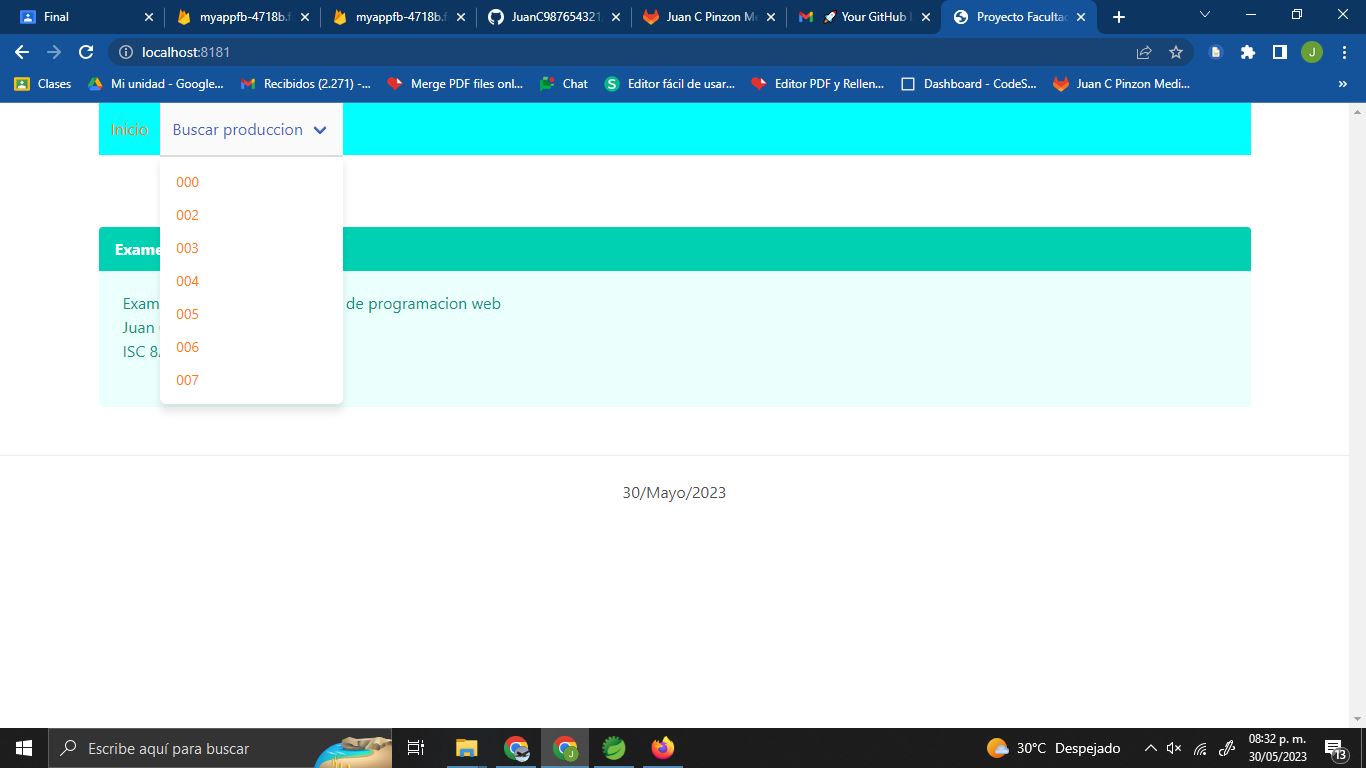 Final
myappfb-4718b.f
myappfb-4718b.f
JuanC987654321
Juan C Pinzon Me
Your GitHub
Proyecto Faculta
localhost:8181
J
Clases
Mi unidad - Google...
Recibidos (2.271) -...
Merge PDF files onl...
Chat
Editor fácil de usar...
Editor PDF y Rellen...
Dashboard - CodeS...
Juan C Pinzon Medi...
»
Inicio
Buscar produccion
000
002
003
004
005
006
007
Exame
Exam de programacion web
Juan
ISC 8
30/Mayo/2023
Escribe aquí para buscar
30°C Despejado
08:32 p. m.
30/05/2023
13